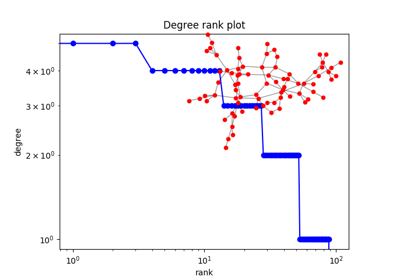 Degree rank plot
degree
4 × 10⁰
3 × 10⁰
2 × 10⁰
10⁰
10⁰
10¹
10²
rank